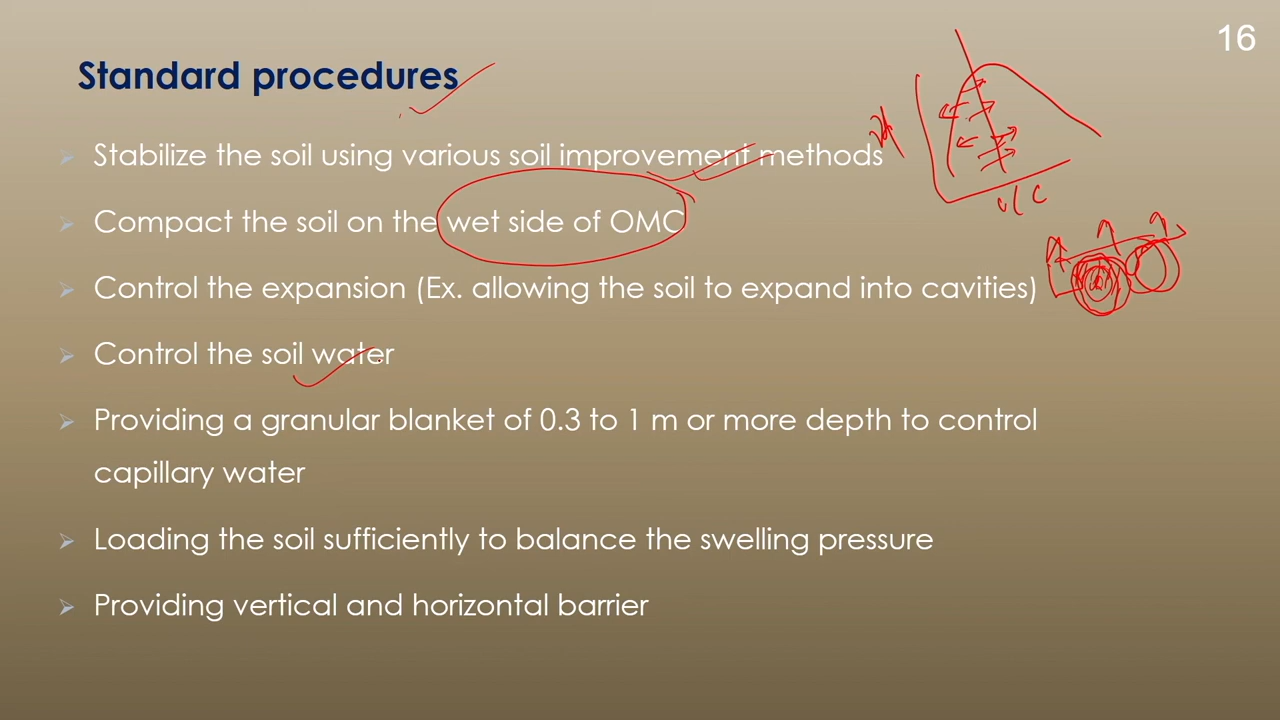 16
Standard procedures
Stabilize the soil using various soil improvement methods
Compact the soil on the wet side of OMC
Control the expansion (Ex. allowing the soil to expand into cavities)
Control the soil water
Providing a granular blanket of 0.3 to 1 m or more depth to control
capillary water
Loading the soil sufficiently to balance the swelling pressure
Providing vertical and horizontal barrier